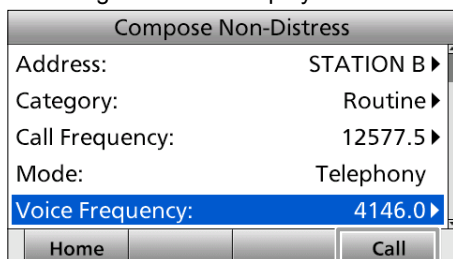 Compose Non-Distress
Address: STATION B
Category: Routine
Call Frequency: 12577.5
Mode: Telephony
Voice Frequency: 4146.0
Home Call